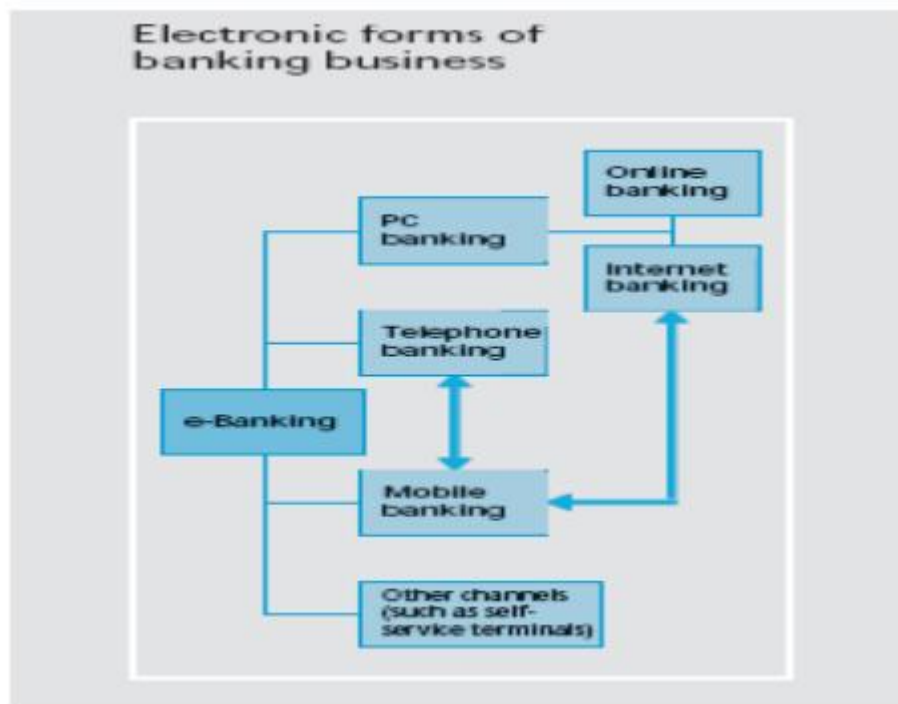 Electronic forms of
banking business
Online
banking
PC
banking
Internet
banking
Telephone
banking
e-Banking
Mobile
banking
Other channels
(such as self-
service terminals)